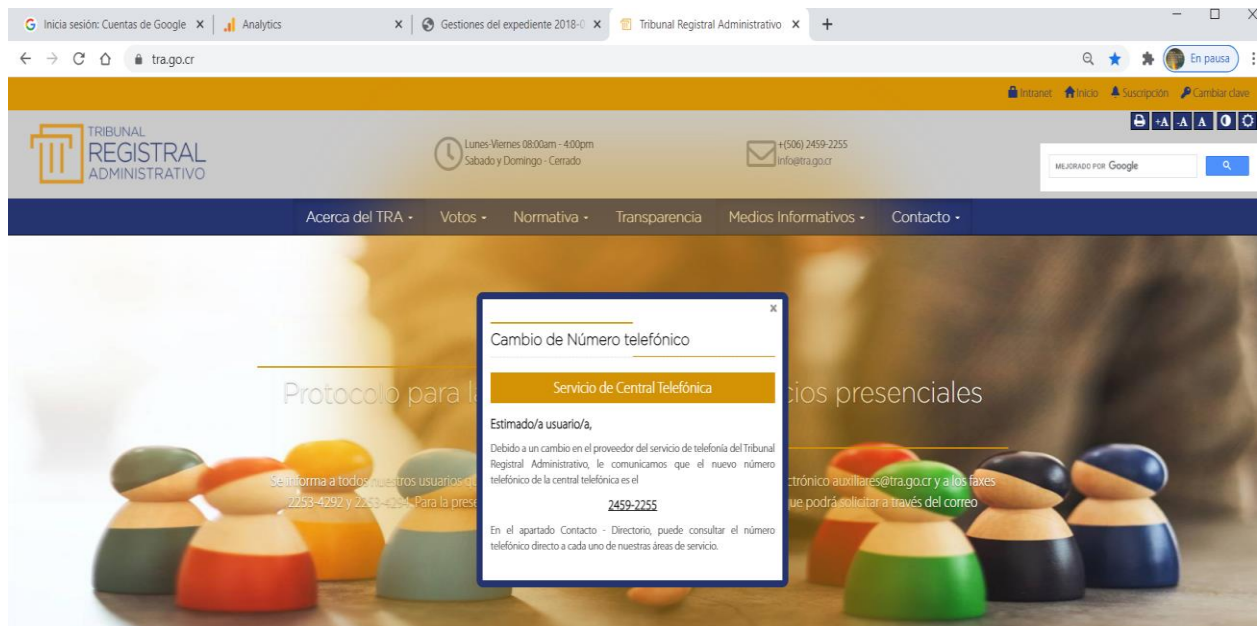 Inicia sesión: Cuentas de Google
Analytics
Gestiones del expediente 2018-0
Tribunal Registral Administrativo
tra.go.cr
En pausa
Intranet Inicio Suscripción Cambiar clave
+A -A A
TRIBUNAL
REGISTRAL
ADMINISTRATIVO
Lunes-Viernes 08:00am - 4:00pm
Sabado y Domingo - Cerrado
+(506) 2459-2255
info@tra.go.cr
MEJORADO POR Google
Acerca del TRA Votos Normativa Transparencia Medios Informativos Contacto
Protocolo para l cios presenciales
Se informa a todos nuestros usuarios q ctrónico auxiliares@tra.go.cr y a los faxes
2253-4292 y 2253-4294. Para la prese que podrá solicitar a través del correo
x
Cambio de Número telefónico
Servicio de Central Telefónica
Estimado/a usuario/a,
Debido a un cambio en el proveedor del servicio de telefonía del Tribunal
Registral Administrativo, le comunicamos que el nuevo número
telefónico de la central telefónica es el
2459-2255
En el apartado Contacto - Directorio, puede consultar el número
telefónico directo a cada uno de nuestras áreas de servicio.